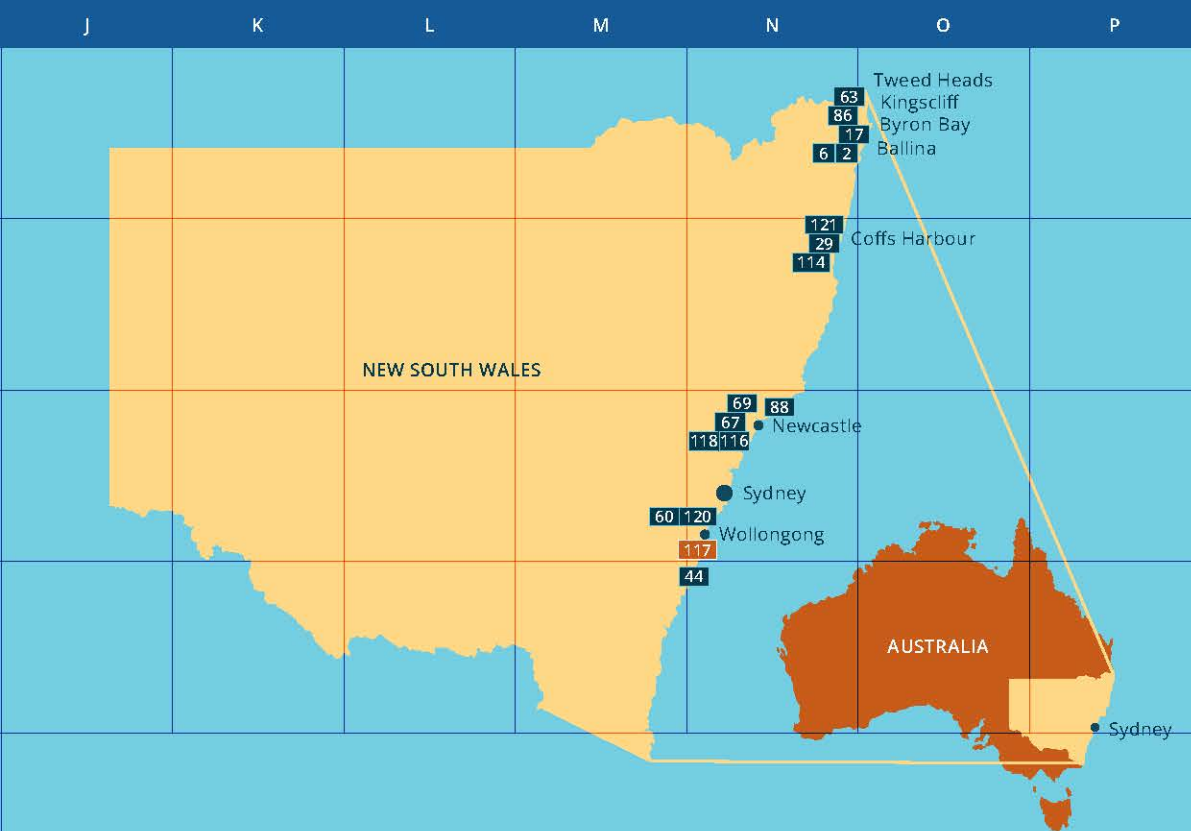 J K L M N O P
Tweed Heads
63
Kingscliff
86
Byron Bay
17
6 2
Ballina
121
29
Coffs Harbour
114
NEW SOUTH WALES
69
88
67
Newcastle
118 116
Sydney
60 120
Wollongong
117
44
AUSTRALIA
Sydney